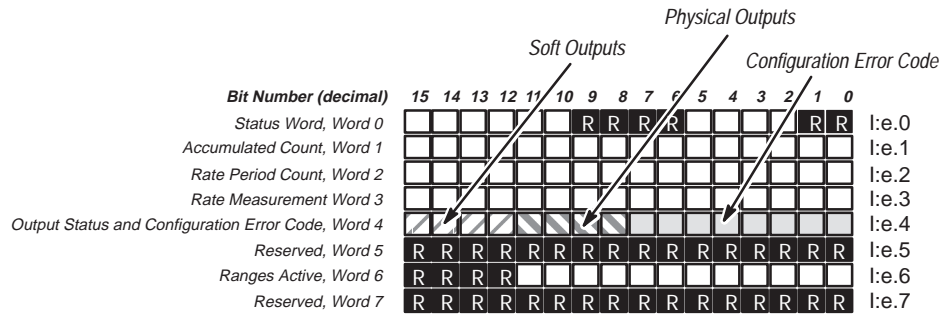 Physical Outputs
Soft Outputs
Configuration Error Code
Bit Number (decimal) 15 14 13 12 11 10 9 8 7 6 5 4 3 2 1 0
Status Word, Word 0 R R R R R R I:e.0
Accumulated Count, Word 1 I:e.1
Rate Period Count, Word 2 I:e.2
Rate Measurement Word 3 I:e.3
Output Status and Configuration Error Code, Word 4 I:e.4
Reserved, Word 5 R R R R R R R R R R R R R R R R I:e.5
Ranges Active, Word 6 R R R R I:e.6
Reserved, Word 7 R R R R R R R R R R R R R R R R I:e.7